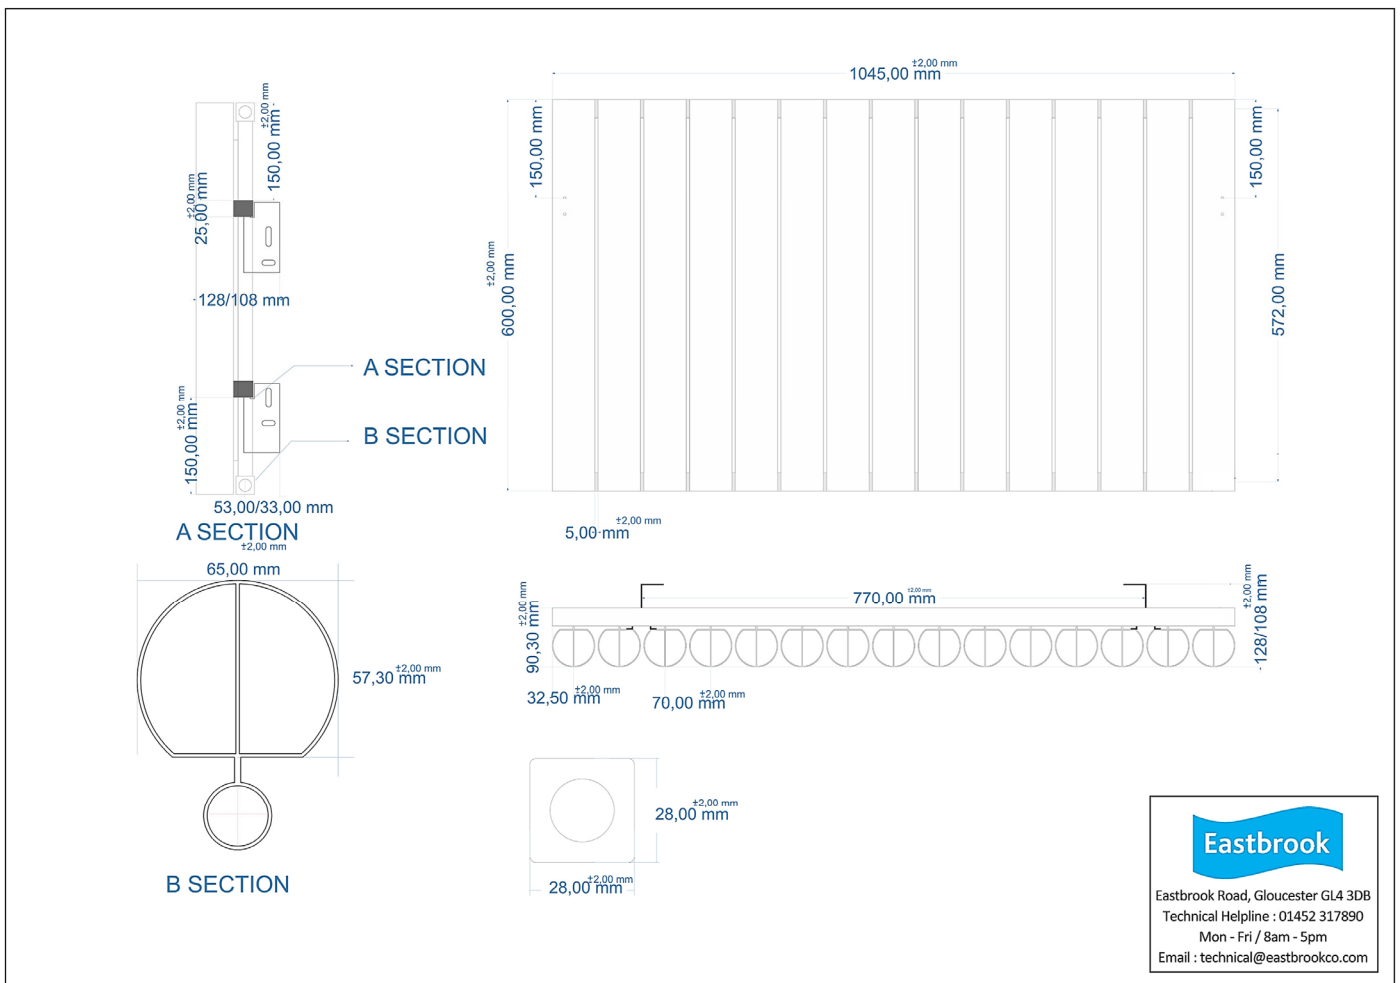 ±2,00 mm
1045,00 mm
±2,00 mm
150,00 mm
150,00 mm
150,00 mm
±2,00 mm
25,00 mm
±2,00 mm
600,00 mm
572,00 mm
128/108 mm
A SECTION
±2,00 mm
150,00 mm
B SECTION
53,00/33,00 mm
A SECTION
±2,00 mm
65,00 mm
±2,00 mm
5,00 mm
±2,00 mm
57,30 mm
B SECTION
±2,00 mm
770,00 mm
±2,00 mm
90,30 mm
±2,00 mm
128/108 mm
±2,00 mm
32,50 mm
±2,00 mm
70,00 mm
±2,00 mm
28,00 mm
±2,00 mm
28,00 mm
Eastbrook
Eastbrook Road, Gloucester GL4 3DB
Technical Helpline : 01452 317890
Mon - Fri / 8am - 5pm
Email : technical@eastbrookco.com